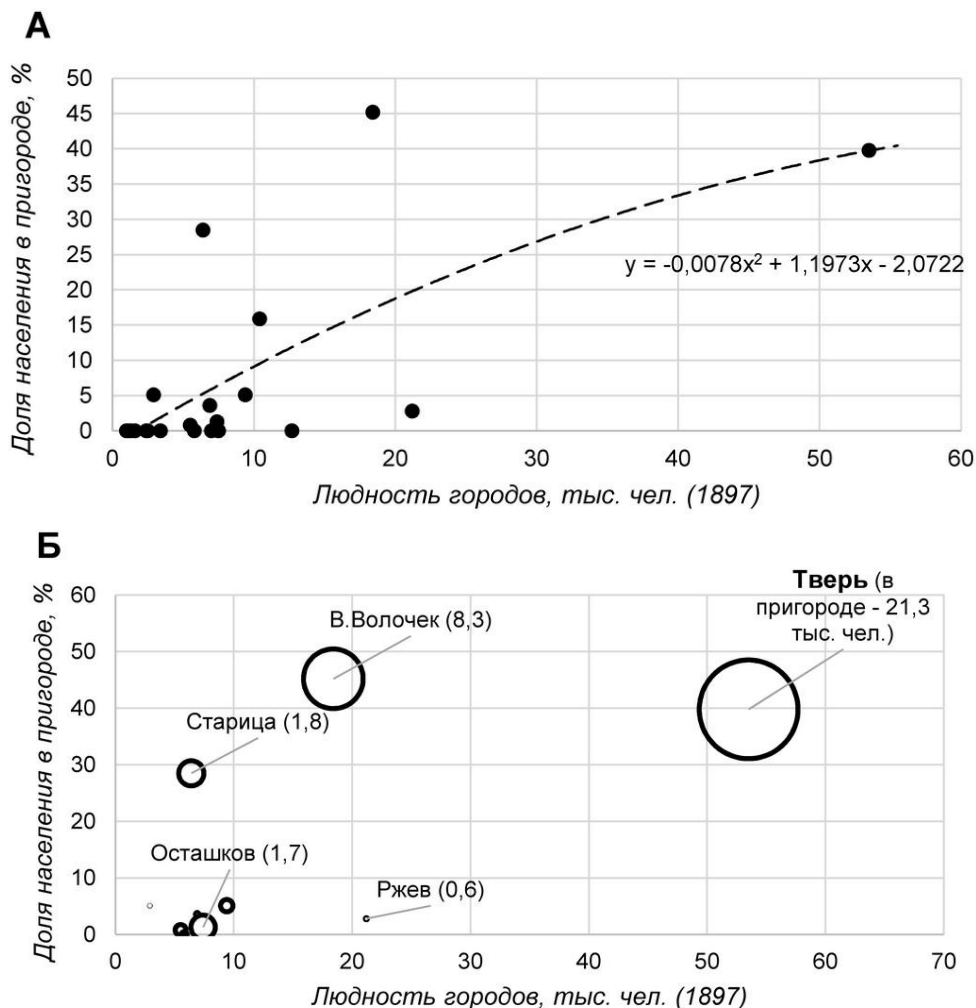 А
Доля населения в пригороде, %
50
45
40
35
30
25
20
15
10
5
0
y = -0,0078x² + 1,1973x - 2,0722
0 10 20 30 40 50 60
Людность городов, тыс. чел. (1897)
Б
Доля населения в пригороде, %
60
50
40
30
20
10
0
Тверь (в
пригороде - 21,3
тыс. чел.)
В.Волочек (8,3)
Старица (1,8)
Осташков (1,7)
Ржев (0,6)
0 10 20 30 40 50 60 70
Людность городов, тыс. чел. (1897)